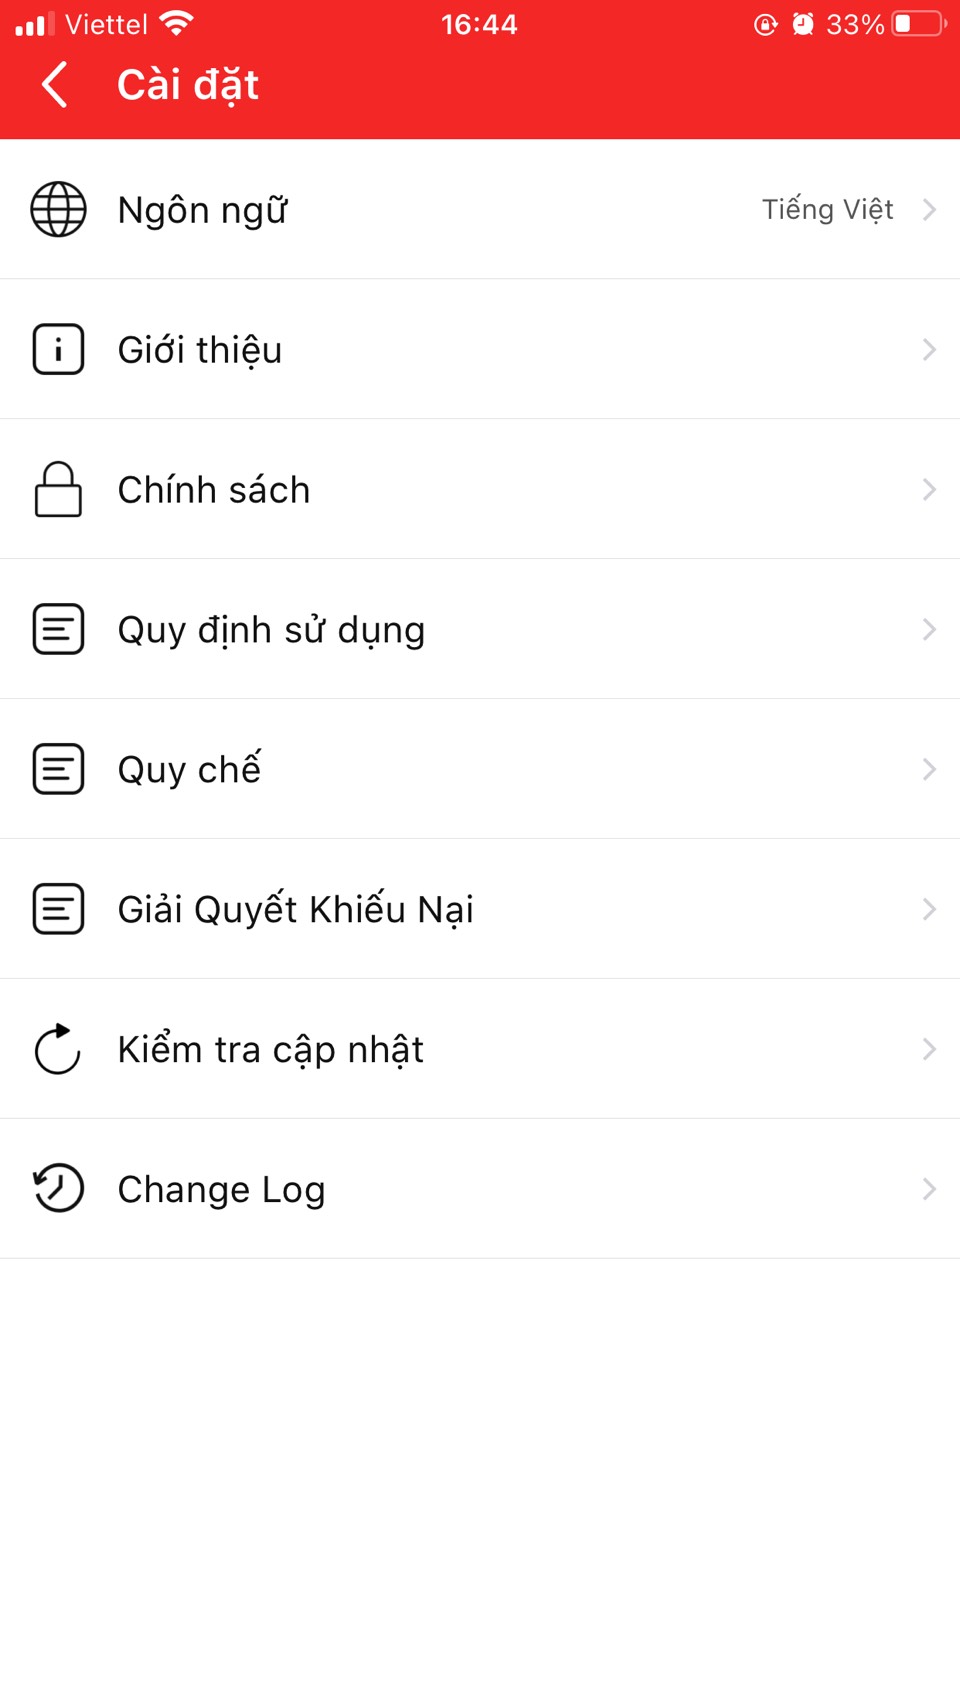 Viettel 16:44 33%
Cài đặt
Ngôn ngữ Tiếng Việt
Giới thiệu
Chính sách
Quy định sử dụng
Quy chế
Giải Quyết Khiếu Nại
Kiểm tra cập nhật
Change Log